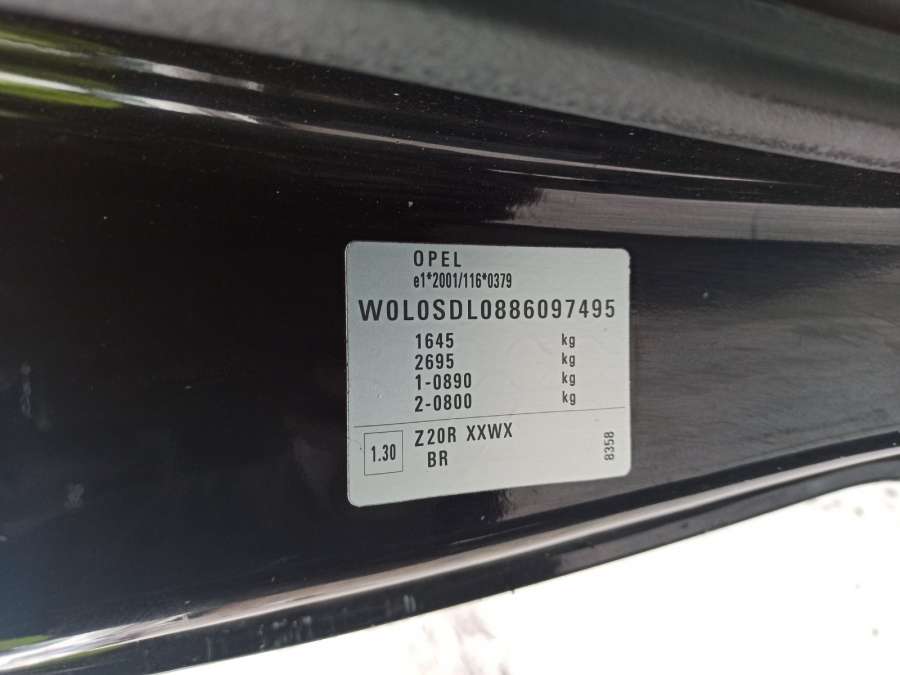 OPEL
e1*2001/116*0379
W0L0SDL0886097495
1645 kg
2695 kg
1-0890 kg
2-0800 kg
1.30 Z20R XXWX
BR
8358